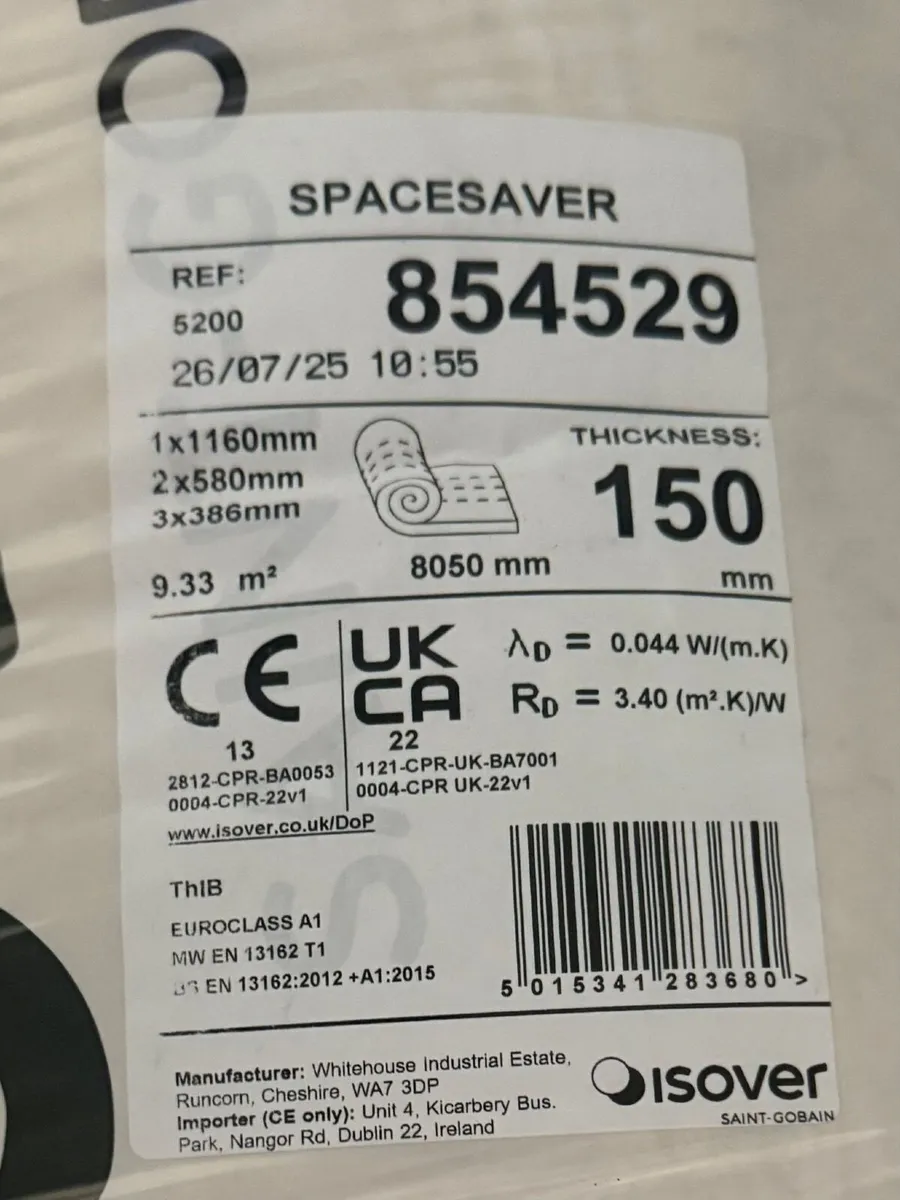 SPACESAVER
REF:
5200
854529
26/07/25 10:55
1x1160mm
2x580mm
3x386mm
9.33 m²
8050 mm
THICKNESS:
150
mm
CE
13
2812-CPR-BA0053
0004-CPR-22v1
UK
CA
22
1121-CPR-UK-BA7001
0004-CPR UK-22v1
λD = 0.044 W/(m.K)
RD = 3.40 (m².K)/W
www.isover.co.uk/DoP
ThIB
EUROCLASS A1
MW EN 13162 T1
EN 13162:2012 +A1:2015
5 015341 283680 >
Manufacturer: Whitehouse Industrial Estate,
Runcorn, Cheshire, WA7 3DP
Importer (CE only): Unit 4, Kicarbery Bus.
Park, Nangor Rd, Dublin 22, Ireland
isover
SAINT-GOBAIN